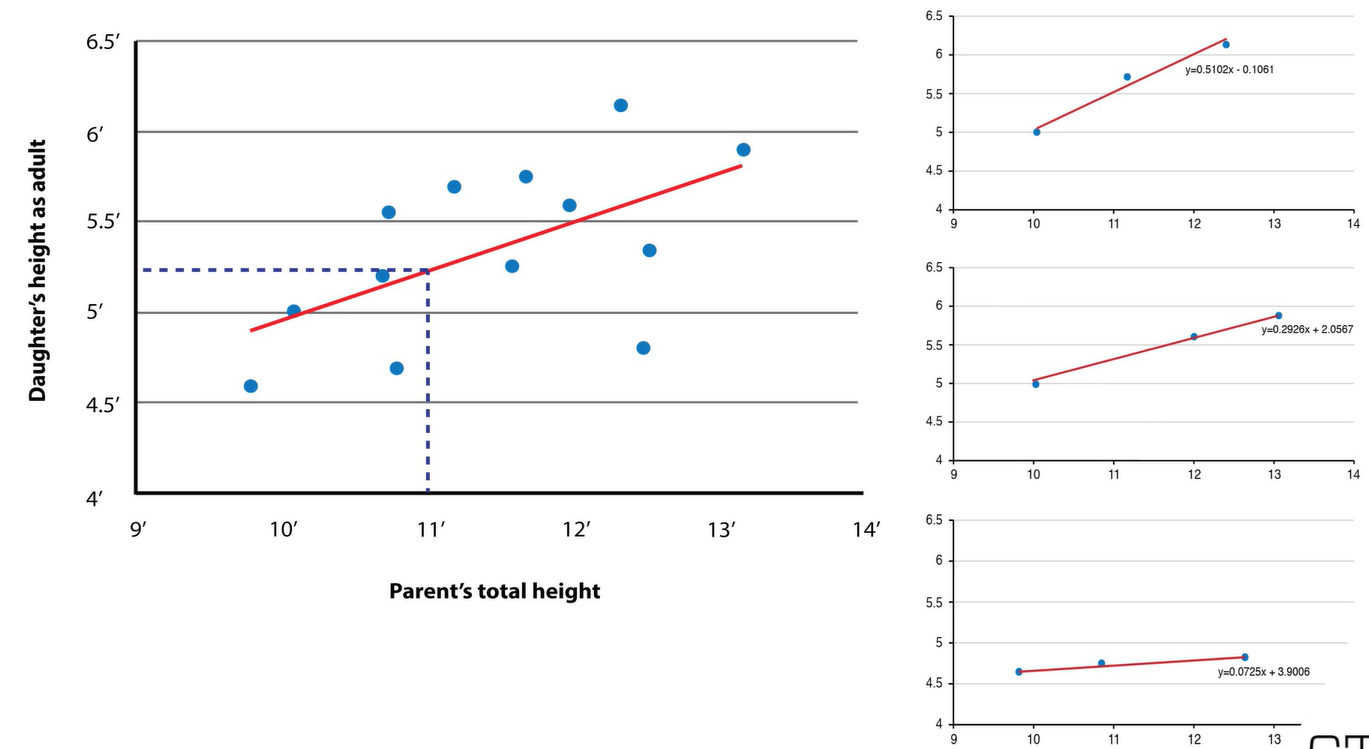 6.5′
6′
5.5′
5′
4.5′
4′
Daughter's height as adult
9′ 10′ 11′ 12′ 13′ 14′
Parent's total height
6.5
6
5.5
5
4.5
4
y=0.5102x - 0.1061
9 10 11 12 13 14
6.5
6
5.5
5
4.5
4
y=0.2926x + 2.0567
9 10 11 12 13 14
6.5
6
5.5
5
4.5
4
y=0.0725x + 3.9006
9 10 11 12 13